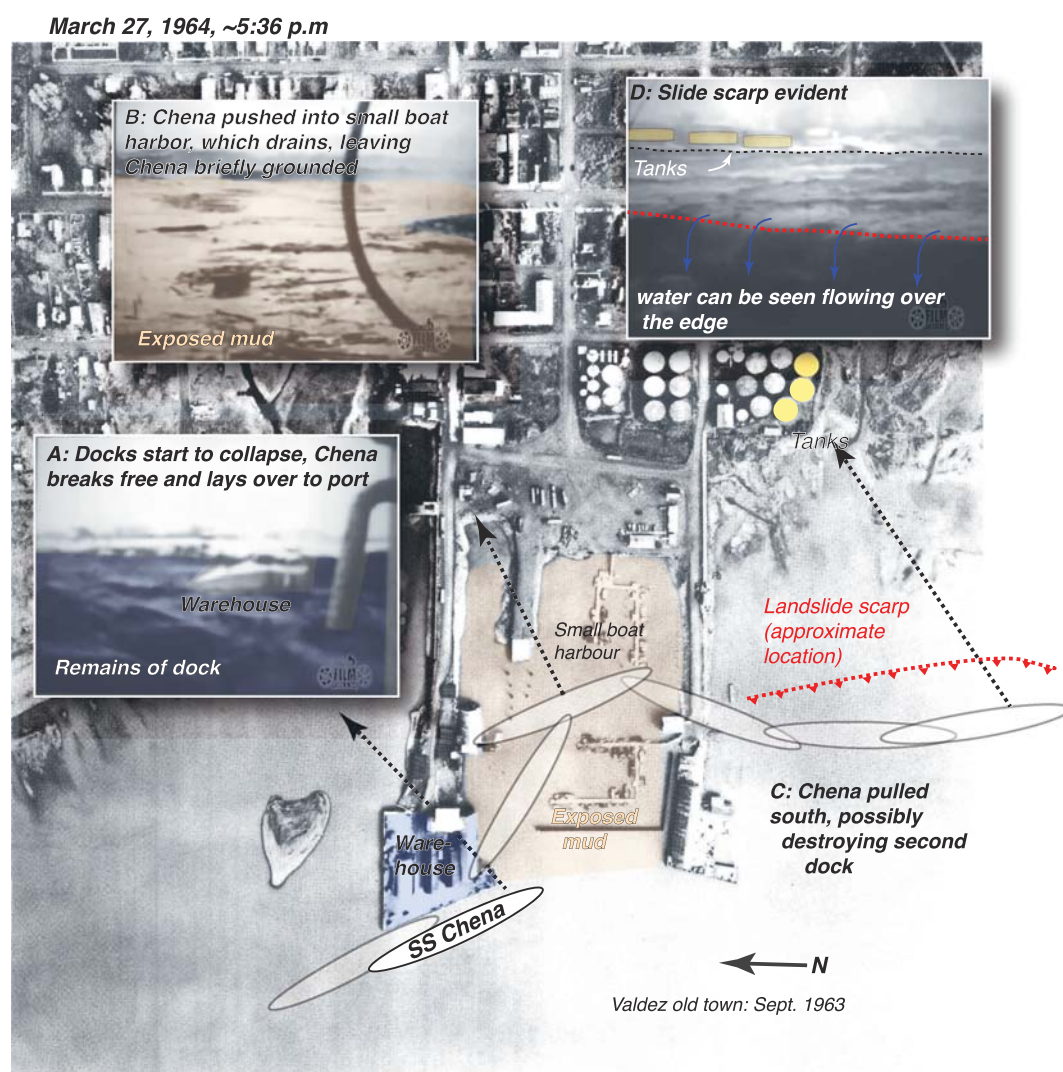 March 27, 1964, ~5:36 p.m
B: Chena pushed into small boat
harbor, which drains, leaving
Chena briefly grounded
Exposed mud
FILM
D: Slide scarp evident
Tanks
water can be seen flowing over
the edge
FILM
Tanks
A: Docks start to collapse, Chena
breaks free and lays over to port
Warehouse
Remains of dock
FILM
Small boat
harbour
Landslide scarp
(approximate
location)
Exposed
mud
Ware-
house
SS Chena
C: Chena pulled
south, possibly
destroying second
dock
N
Valdez old town: Sept. 1963